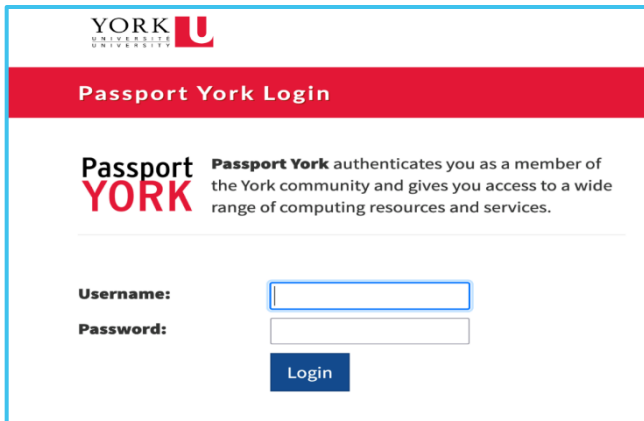 YORK U
UNIVERSITÉ
UNIVERSITY
Passport York Login
Passport
YORK
Passport York authenticates you as a member of
the York community and gives you access to a wide
range of computing resources and services.
Username:
Password:
Login